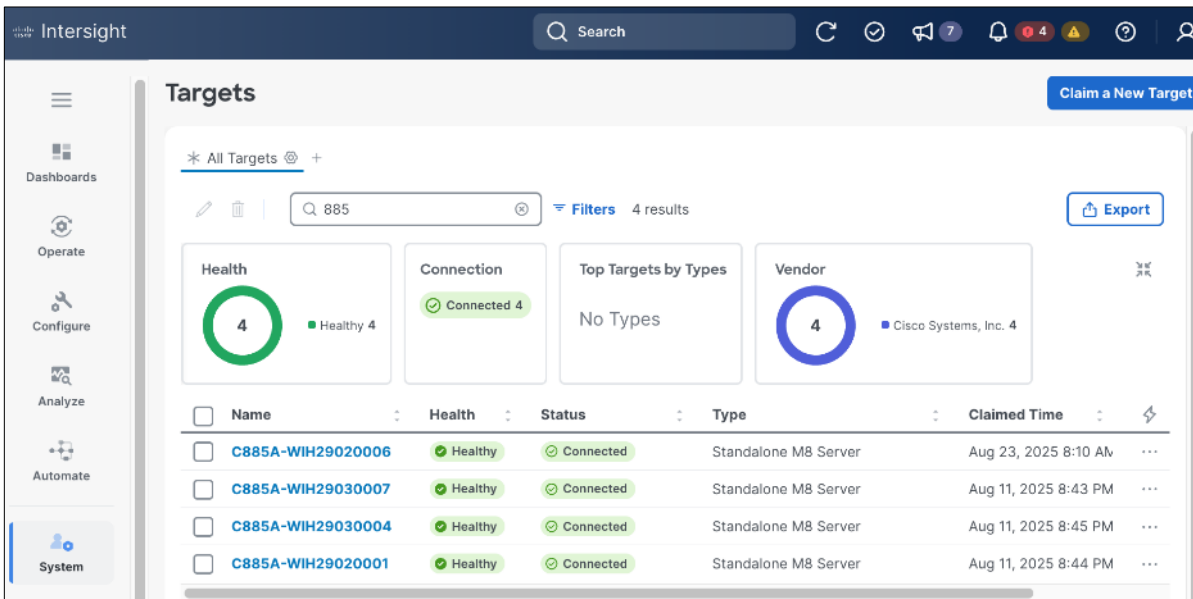 Intersight
Search
7
4
Targets
Claim a New Target
All Targets
885
Filters
4 results
Export
Dashboards
Operate
Configure
Analyze
Automate
System
Health
4
Healthy 4
Connection
Connected 4
Top Targets by Types
No Types
Vendor
4
Cisco Systems, Inc. 4
Name Health Status Type Claimed Time
C885A-WIH29020006 Healthy Connected Standalone M8 Server Aug 23, 2025 8:10 AM
C885A-WIH29030007 Healthy Connected Standalone M8 Server Aug 11, 2025 8:43 PM
C885A-WIH29030004 Healthy Connected Standalone M8 Server Aug 11, 2025 8:45 PM
C885A-WIH29020001 Healthy Connected Standalone M8 Server Aug 11, 2025 8:44 PM